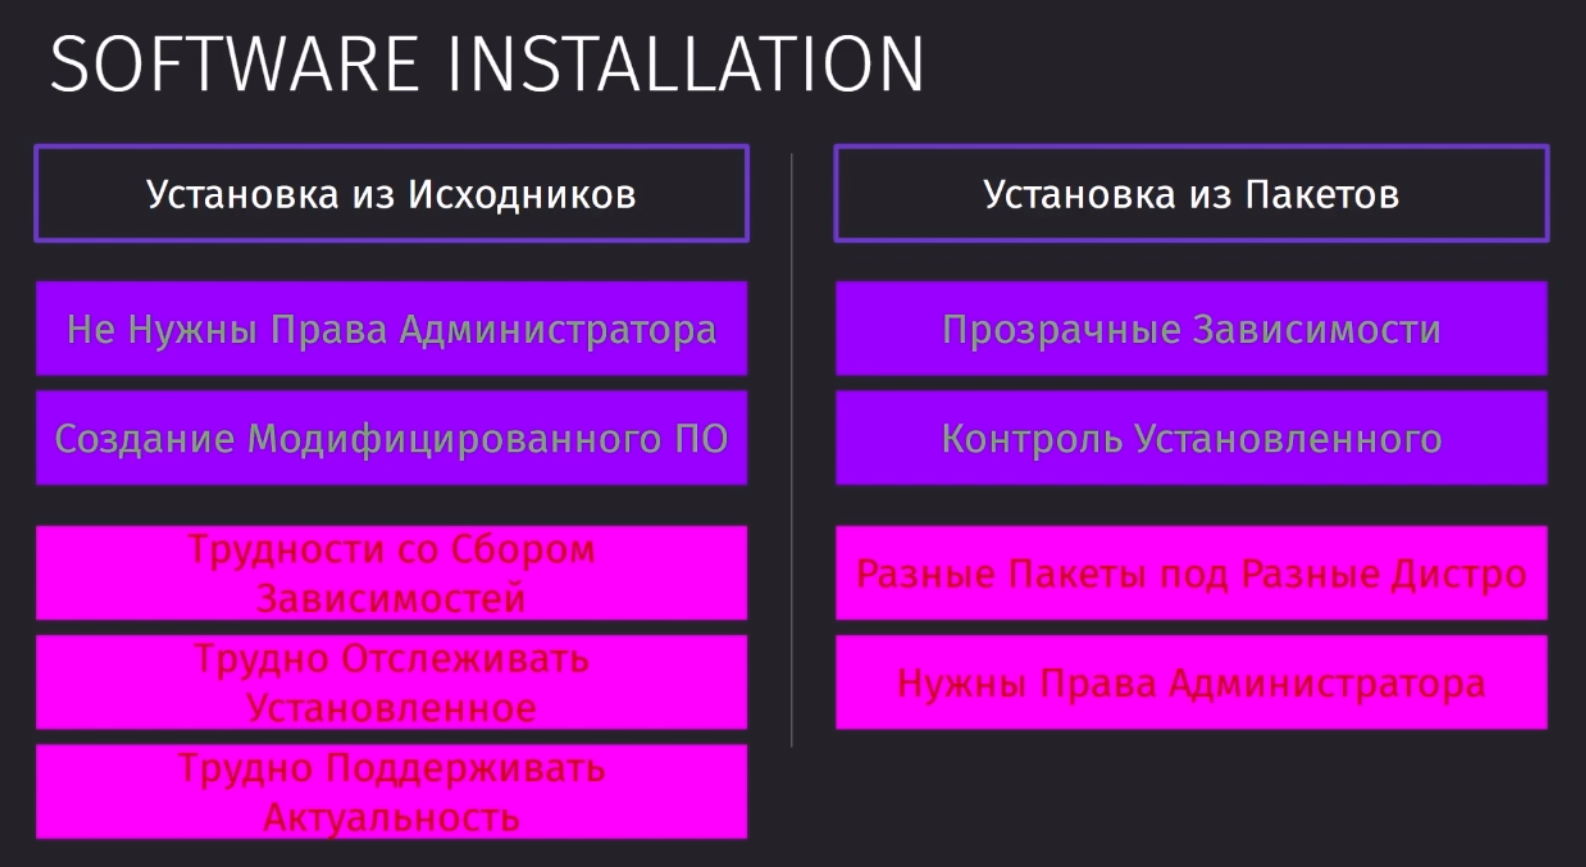 SOFTWARE INSTALLATION
Установка из Исходников
Не Нужны Права Администратора
Создание Модифицированного ПО
Трудности со Сбором
Зависимостей
Трудно Отслеживать
Установленное
Трудно Поддерживать
Актуальность
Установка из Пакетов
Прозрачные Зависимости
Контроль Установленного
Разные Пакеты под Разные Дистро
Нужны Права Администратора